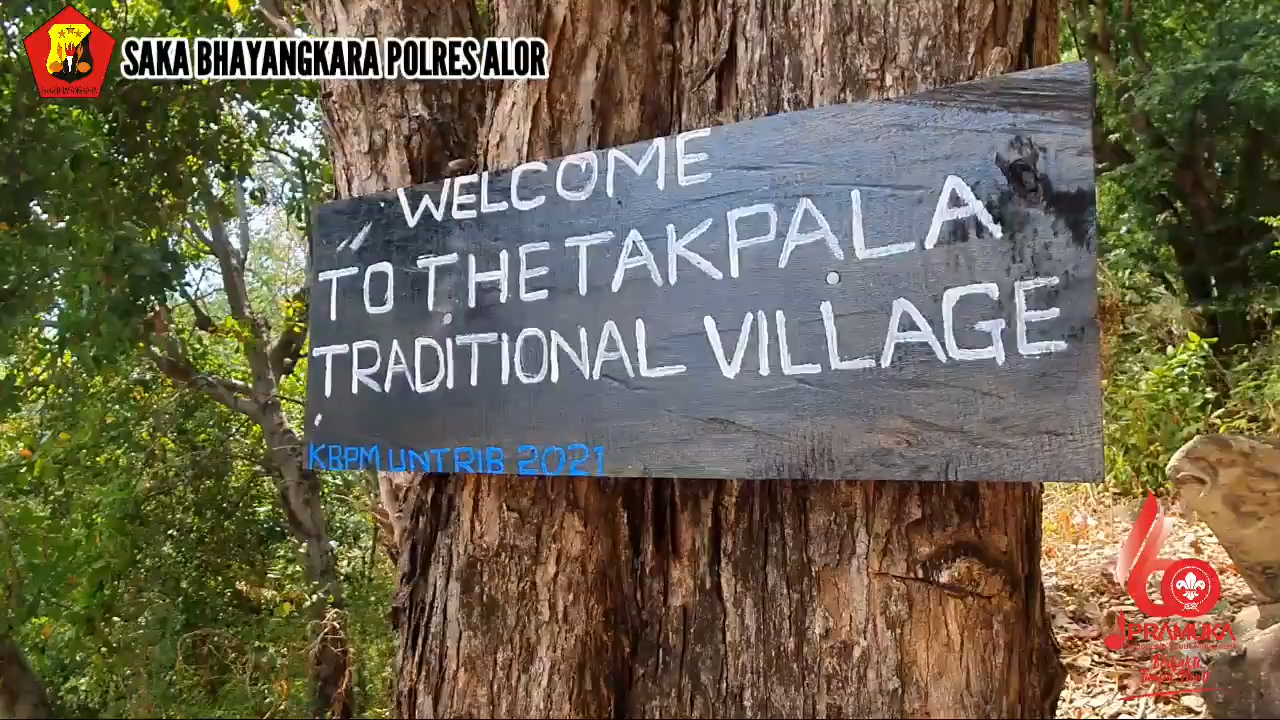 SAKA BHAYANGKARA POLRES ALOR
" WELCOME
TO THE TAKPALA
TRADITIONAL VILLAGE
KBPM UNTRIB 2021
PRAMUKA